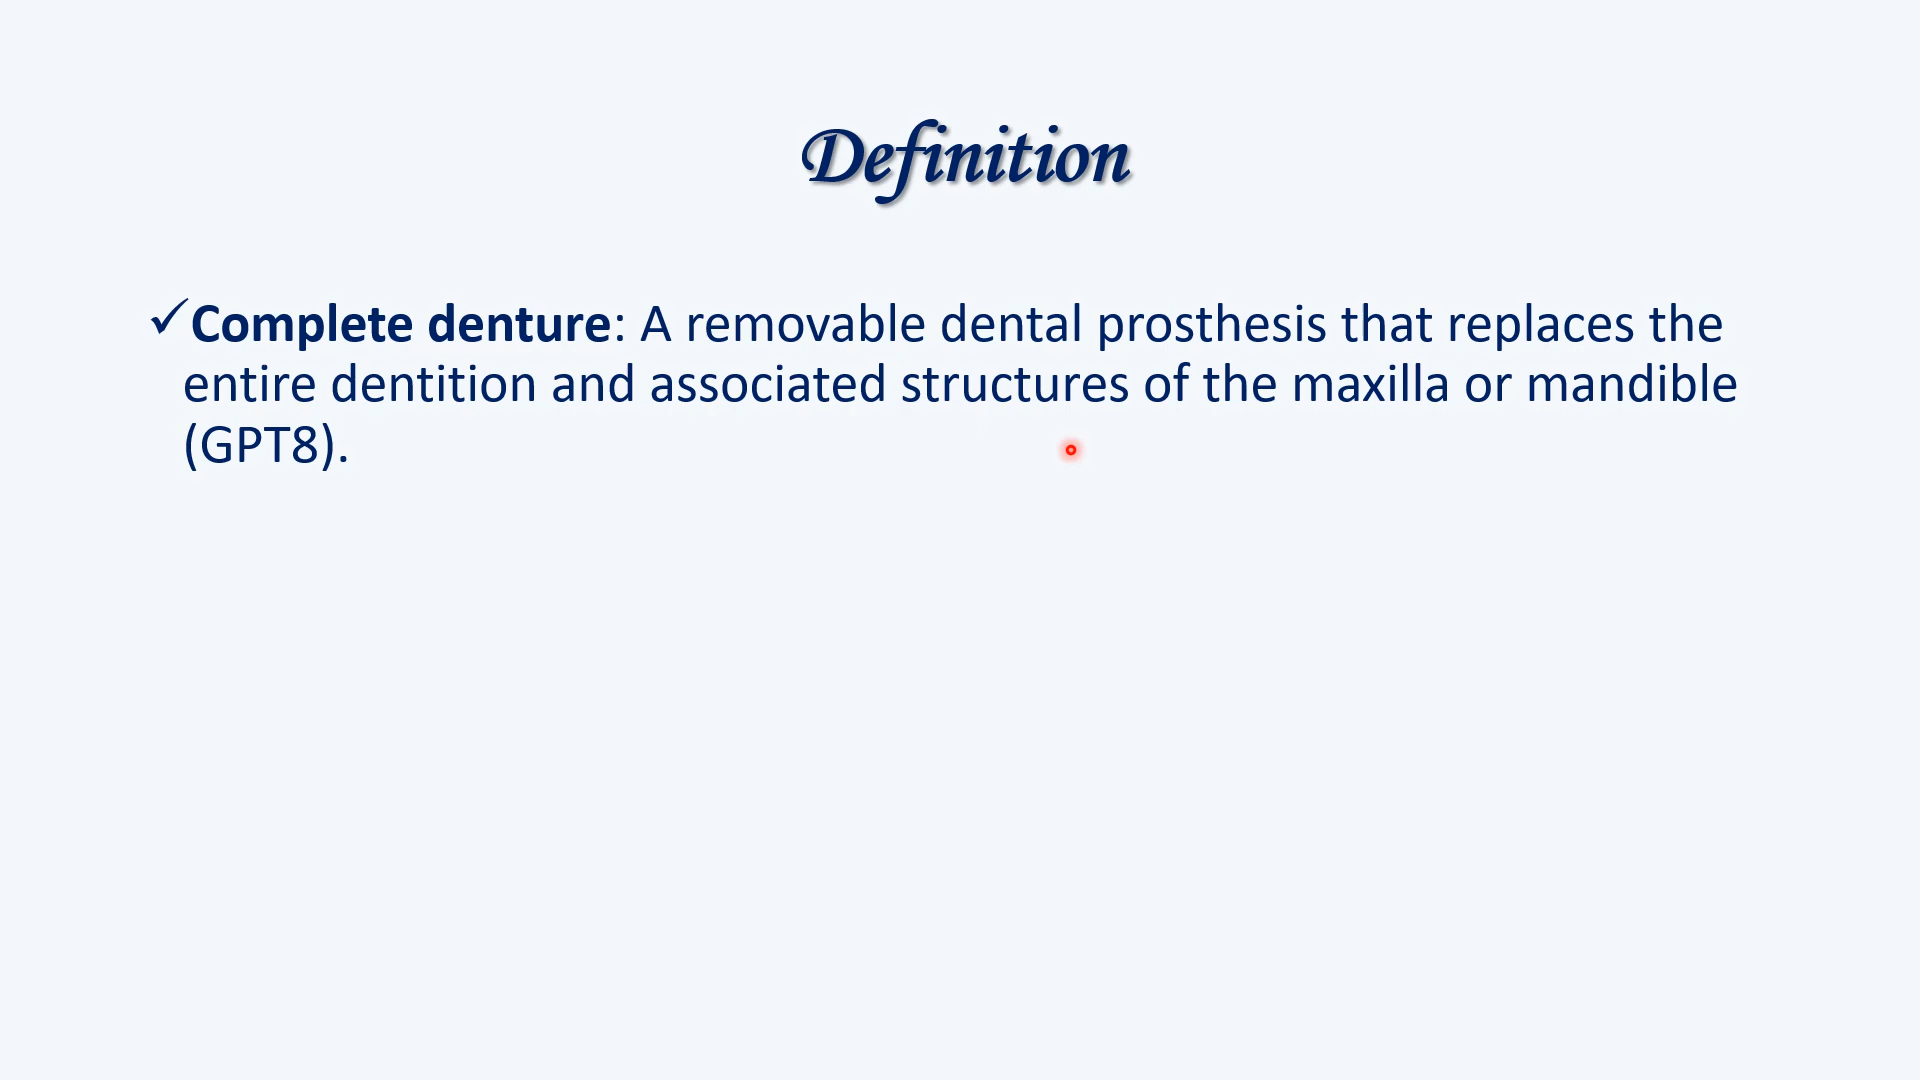 Definition
✓Complete denture: A removable dental prosthesis that replaces the
entire dentition and associated structures of the maxilla or mandible
(GPT8).